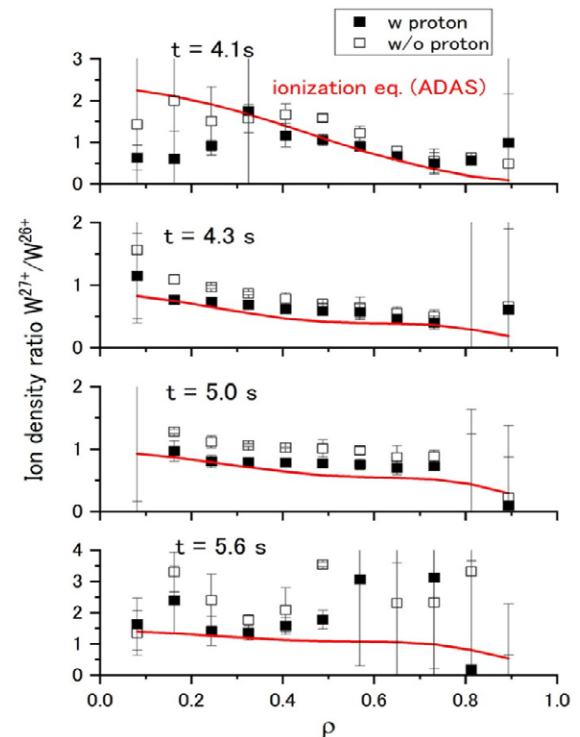 w proton
w/o proton
t = 4.1s
ionization eq. (ADAS)
3
2
1
0
t = 4.3 s
2
1
0
t = 5.0 s
2
1
0
t = 5.6 s
4
3
2
1
0
0.0 0.2 0.4 0.6 0.8 1.0
ρ
Ion density ratio W²⁷⁺/W²⁶⁺